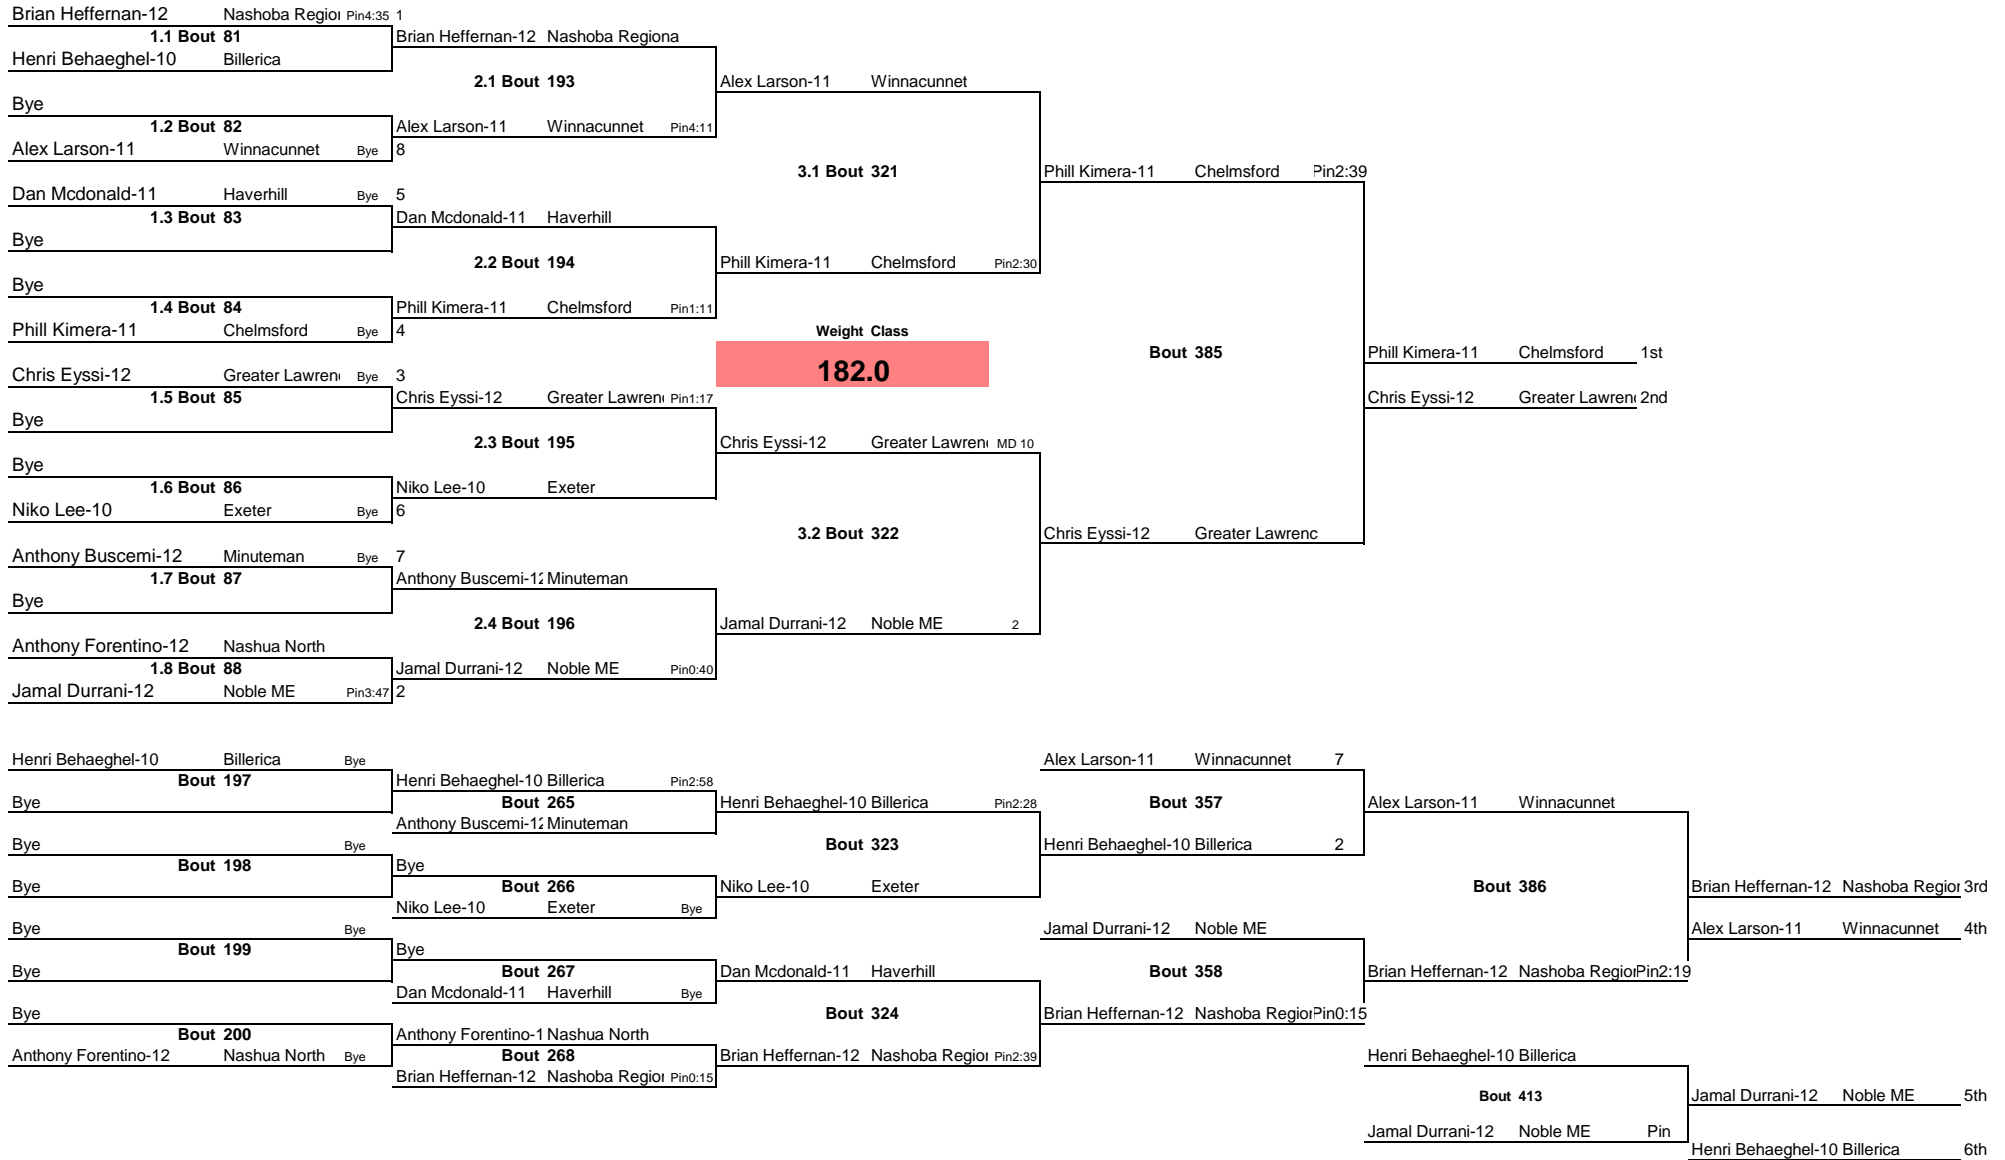 Brian Heffernan-12 Nashoba Regior Pin4:35 1
1.1 Bout 81 Brian Heffernan-12 Nashoba Regiona
Henri Behaeghel-10 Billerica
2.1 Bout 193 Alex Larson-11 Winnacunnet
Bye
1.2 Bout 82 Alex Larson-11 Winnacunnet Pin4:11
Alex Larson-11 Winnacunnet Bye 8
3.1 Bout 321 Phill Kimera-11 Chelmsford Pin2:39
Dan Mcdonald-11 Haverhill Bye 5
1.3 Bout 83 Dan Mcdonald-11 Haverhill
Bye
2.2 Bout 194 Phill Kimera-11 Chelmsford Pin2:30
Bye
1.4 Bout 84 Phill Kimera-11 Chelmsford Pin1:11
Phill Kimera-11 Chelmsford Bye 4 Weight Class
Bout 385 Phill Kimera-11 Chelmsford 1st
Chris Eyssi-12 Greater Lawren Bye 3 182.0
1.5 Bout 85 Chris Eyssi-12 Greater Lawren Pin1:17 Chris Eyssi-12 Greater Lawren 2nd
Bye
2.3 Bout 195 Chris Eyssi-12 Greater Lawren MD 10
Bye
1.6 Bout 86 Niko Lee-10 Exeter
Niko Lee-10 Exeter Bye 6
3.2 Bout 322 Chris Eyssi-12 Greater Lawrenc
Anthony Buscemi-12 Minuteman Bye 7
1.7 Bout 87 Anthony Buscemi-12 Minuteman
Bye
2.4 Bout 196 Jamal Durrani-12 Noble ME 2
Anthony Forentino-12 Nashua North
1.8 Bout 88 Jamal Durrani-12 Noble ME Pin0:40
Jamal Durrani-12 Noble ME Pin3:47 2
Henri Behaeghel-10 Billerica Bye Alex Larson-11 Winnacunnet 7
Bout 197 Henri Behaeghel-10 Billerica Pin2:58
Bye Bout 265 Henri Behaeghel-10 Billerica Pin2:28 Bout 357 Alex Larson-11 Winnacunnet
Anthony Buscemi-12 Minuteman
Bye Bye Bout 323 Henri Behaeghel-10 Billerica 2
Bout 198 Bye
Bye Bout 266 Niko Lee-10 Exeter Bout 386 Brian Heffernan-12 Nashoba Regior 3rd
Niko Lee-10 Exeter Bye
Bye Bye Jamal Durrani-12 Noble ME Alex Larson-11 Winnacunnet 4th
Bout 199 Bye
Bye Bout 267 Dan Mcdonald-11 Haverhill Bout 358 Brian Heffernan-12 Nashoba Regior Pin2:19
Dan Mcdonald-11 Haverhill Bye
Bye Bout 324 Brian Heffernan-12 Nashoba Regior Pin0:15
Bout 200 Anthony Forentino-1 Nashua North
Anthony Forentino-12 Nashua North Bye Bout 268 Brian Heffernan-12 Nashoba Regior Pin2:39 Henri Behaeghel-10 Billerica
Brian Heffernan-12 Nashoba Regior Pin0:15
Bout 413 Jamal Durrani-12 Noble ME 5th
Jamal Durrani-12 Noble ME Pin
Henri Behaeghel-10 Billerica 6th